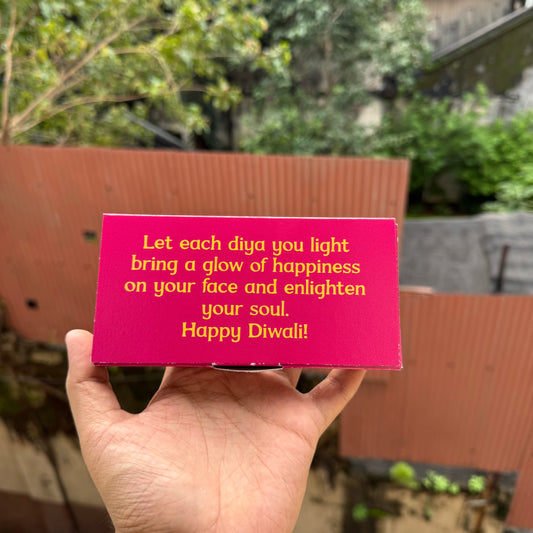 Let each diya you light
bring a glow of happiness
on your face and enlighten
your soul.
Happy Diwali!